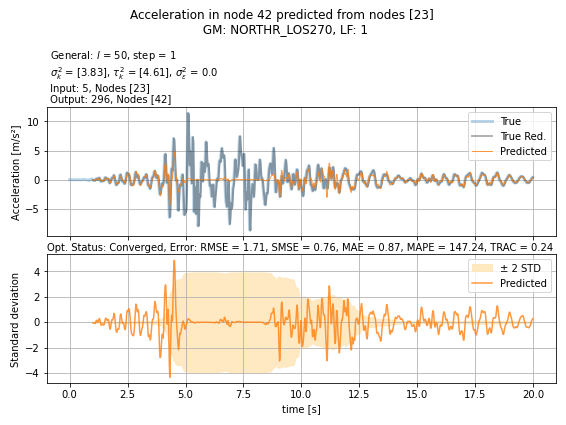 Acceleration in node 42 predicted from nodes [23]
GM: NORTHR_LOS270, LF: 1
General: l = 50, step = 1
σ²ₖ = [3.83], τ²ₖ = [4.61], σ²ε = 0.0
Input: 5, Nodes [23]
Output: 296, Nodes [42]
Acceleration [m/s²]
10
5
0
−5
True
True Red.
Predicted
Opt. Status: Converged, Error: RMSE = 1.71, SMSE = 0.76, MAE = 0.87, MAPE = 147.24, TRAC = 0.24
Standard deviation
4
2
0
−2
−4
± 2 STD
Predicted
0.0 2.5 5.0 7.5 10.0 12.5 15.0 17.5 20.0
time [s]